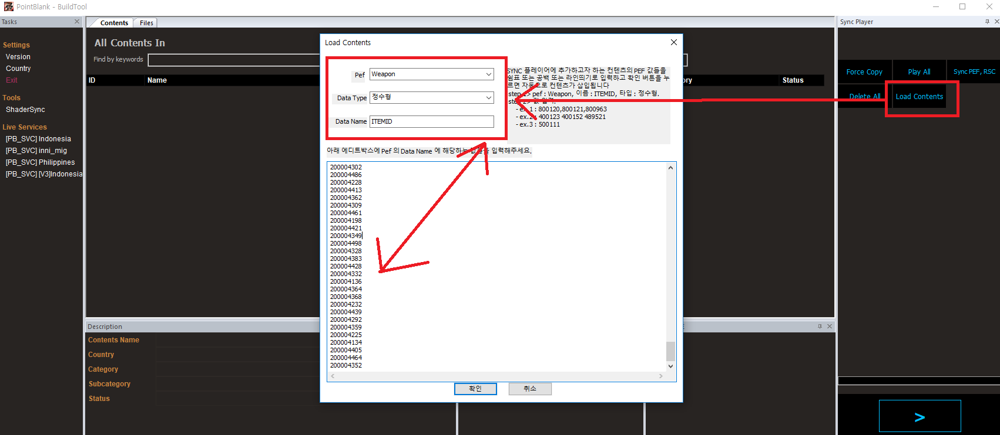 PointBlank - BuildTool
Tasks
Settings
Version
Country
Exit
Tools
ShaderSync
Live Services
[PB_SVC] Indonesia
[PB_SVC] inni_mig
[PB_SVC] Philippines
[PB_SVC] [V3]Indonesia
Contents
Files
All Contents In
Find by keywords
ID
Name
Status
Load Contents
Pef
Weapon
Data Type
정수형
Data Name
ITEMID
SYNC 플레이어에 추가하고자 하는 컨텐츠의 PEF 값들을
쉼표 또는 공백 또는 라인띄기로 입력하고 확인 버튼을 누
르면 자동으로 컨텐츠가 삽입됩니다
step 1> pef : Weapon, 이름 : ITEMID, 타입 : 정수형.
step 2> 값 입력.
- ex.1 : 800120,800121,800963
- ex.2 : 400123 400152 489521
- ex.3 : 500111
아래 에디트박스에 Pef 의 Data Name 에 해당하는 값들을 입력해주세요.
200004302
200004486
200004228
200004413
200004362
200004309
200004461
200004198
200004421
200004349
200004498
200004328
200004383
200004428
200004332
200004136
200004364
200004368
200004232
200004439
200004292
200004359
200004225
200004134
200004405
200004464
200004352
확인
취소
Description
Contents Name
Country
Category
Subcategory
Status
Sync Player
Force Copy
Play All
Sync PEF, RSC
Delete All
Load Contents
>